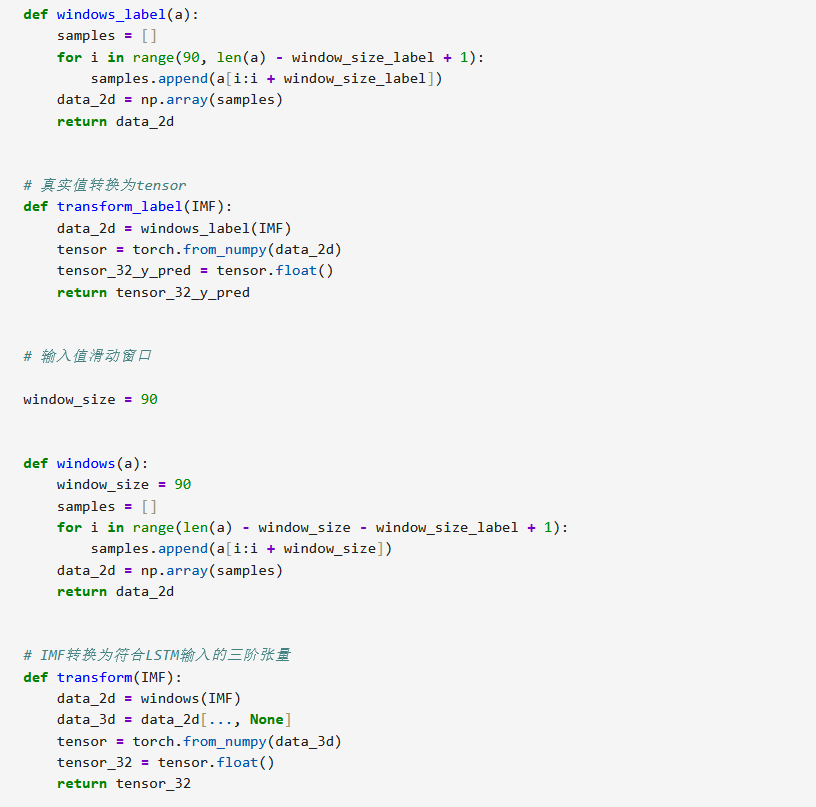 def windows_label(a):
    samples = []
    for i in range(90, len(a) - window_size_label + 1):
        samples.append(a[i:i + window_size_label])
    data_2d = np.array(samples)
    return data_2d
# 真实值转换为tensor
def transform_label(IMF):
    data_2d = windows_label(IMF)
    tensor = torch.from_numpy(data_2d)
    tensor_32_y_pred = tensor.float()
    return tensor_32_y_pred
# 输入值滑动窗口
window_size = 90
def windows(a):
    window_size = 90
    samples = []
    for i in range(len(a) - window_size - window_size_label + 1):
        samples.append(a[i:i + window_size])
    data_2d = np.array(samples)
    return data_2d
# IMF转换为符合LSTM输入的三阶张量
def transform(IMF):
    data_2d = windows(IMF)
    data_3d = data_2d[..., None]
    tensor = torch.from_numpy(data_3d)
    tensor_32 = tensor.float()
    return tensor_32